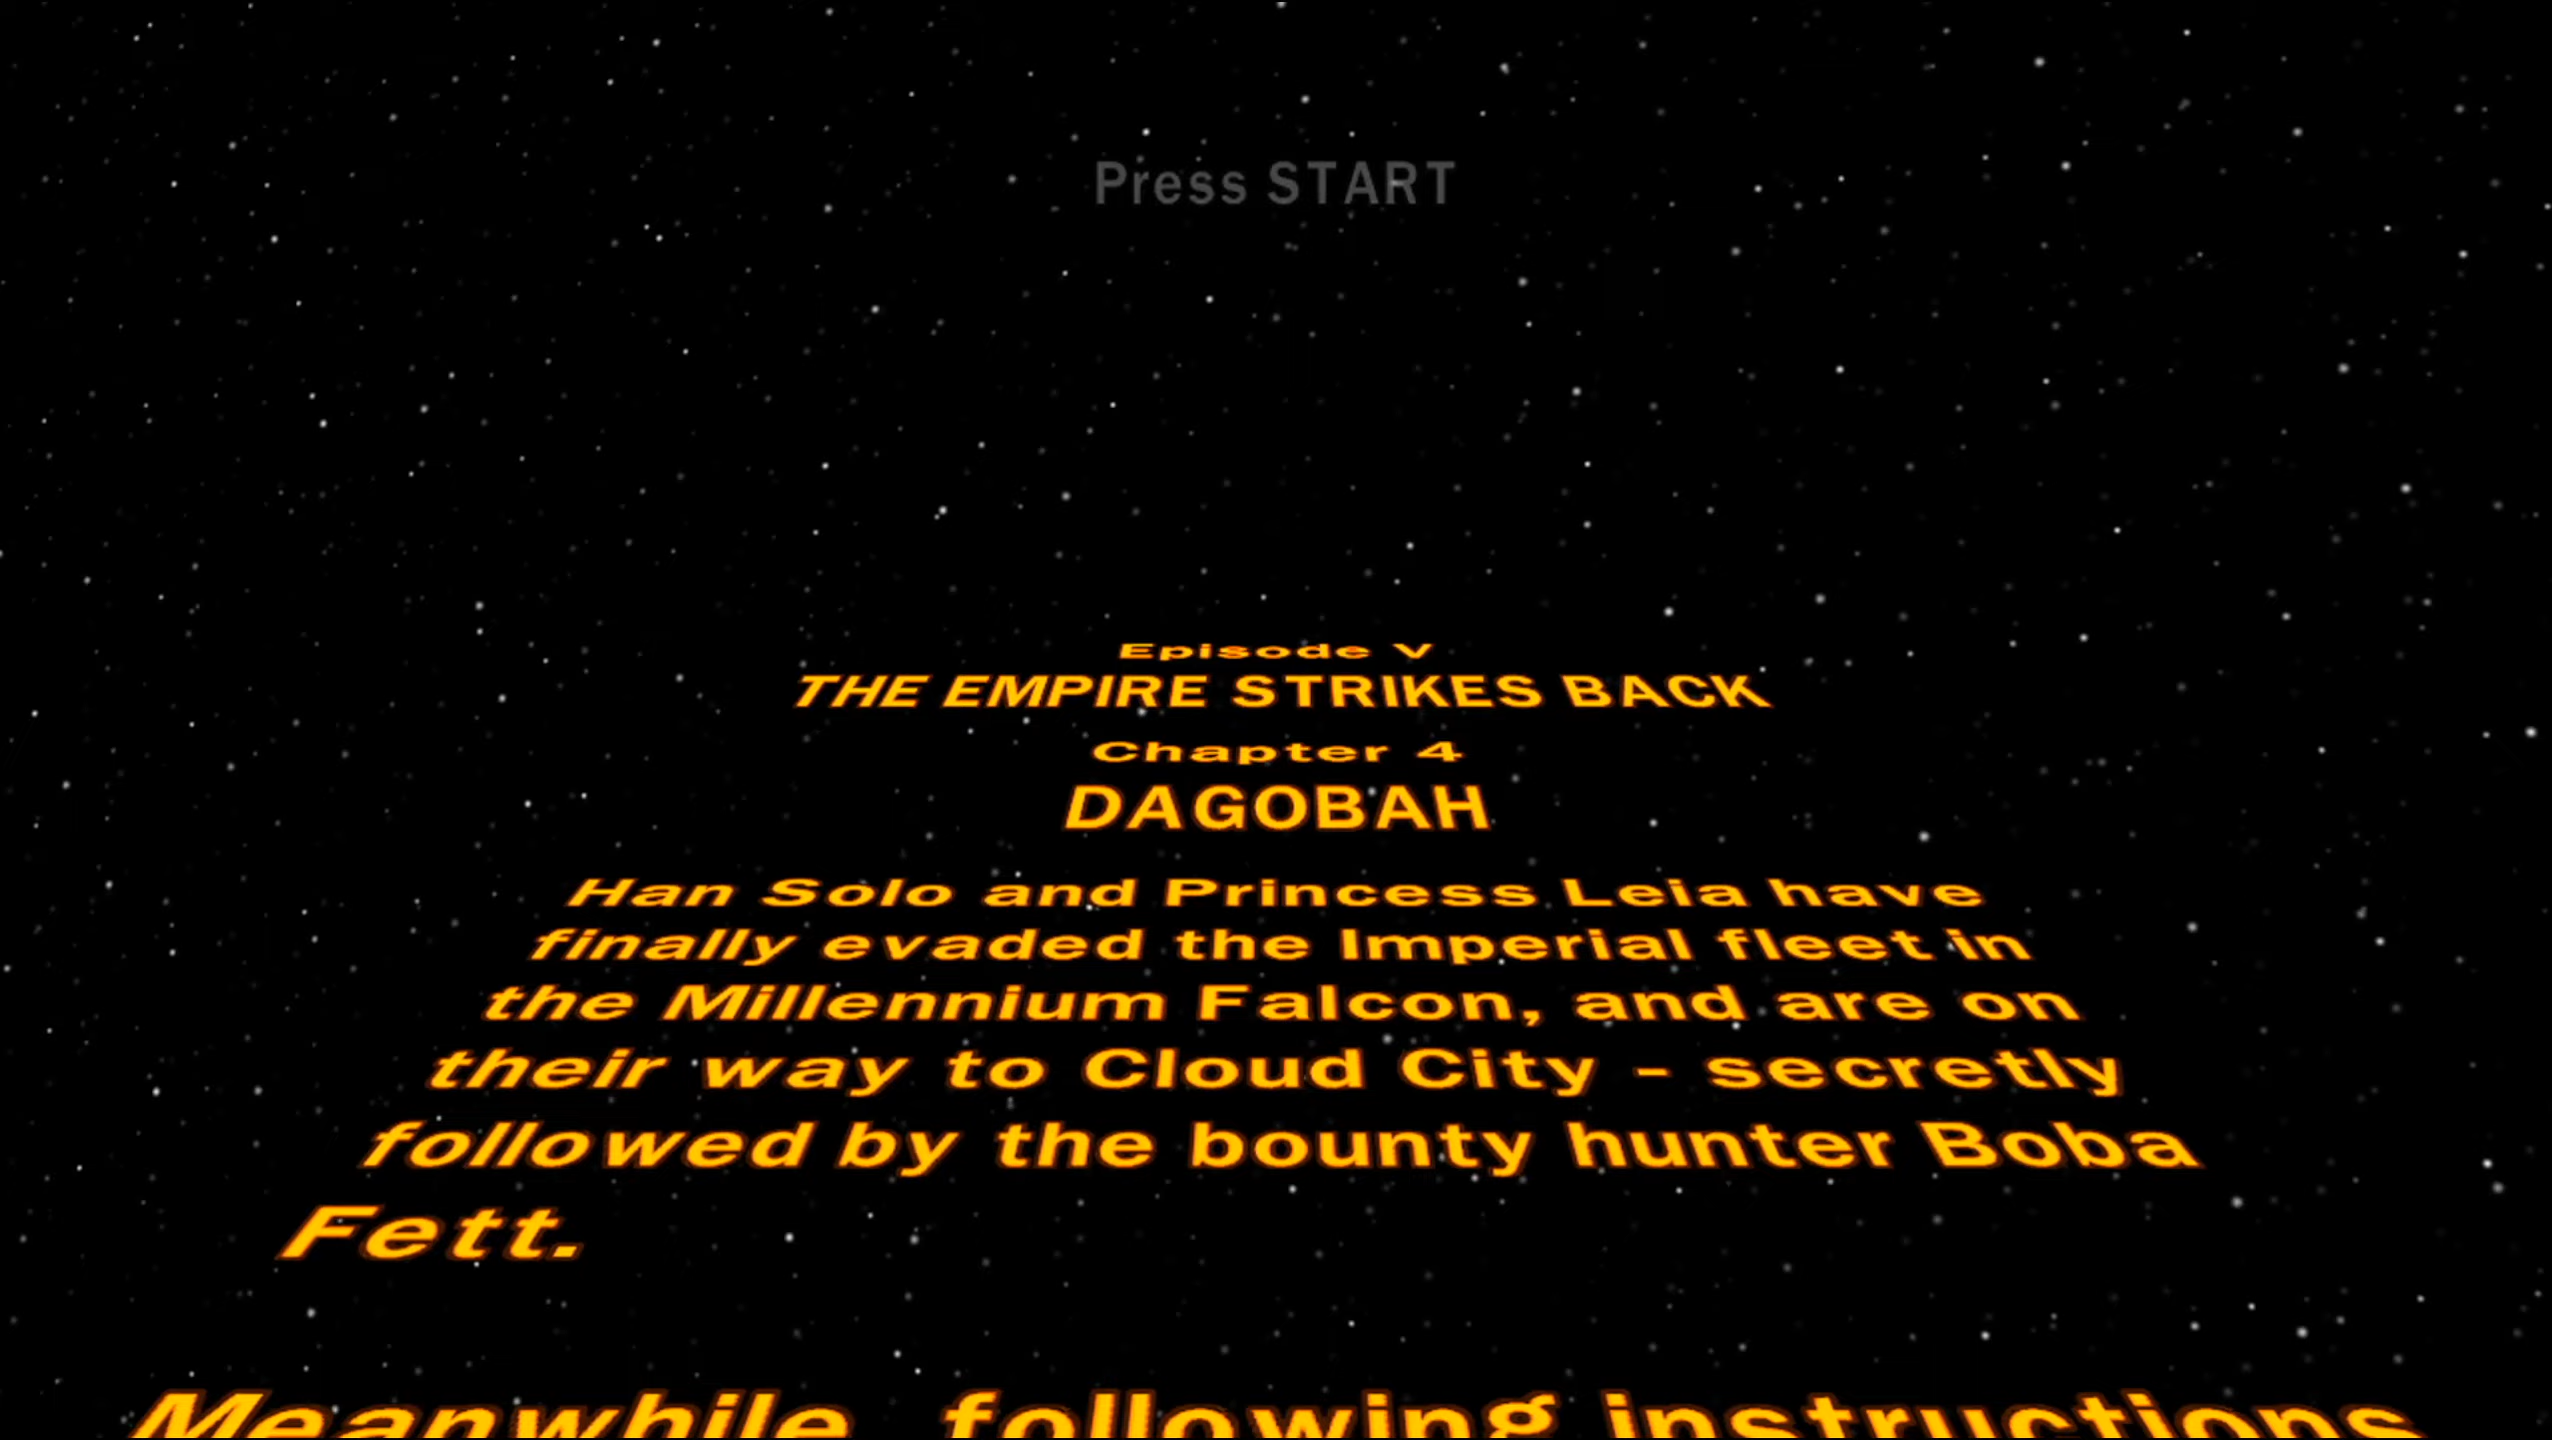 Press START
Episode V
THE EMPIRE STRIKES BACK
Chapter 4
DAGOBAH
Han Solo and Princess Leia have
finally evaded the Imperial fleet in
the Millennium Falcon, and are on
their way to Cloud City - secretly
followed by the bounty hunter Boba
Fett.
Meanwhile following instructions